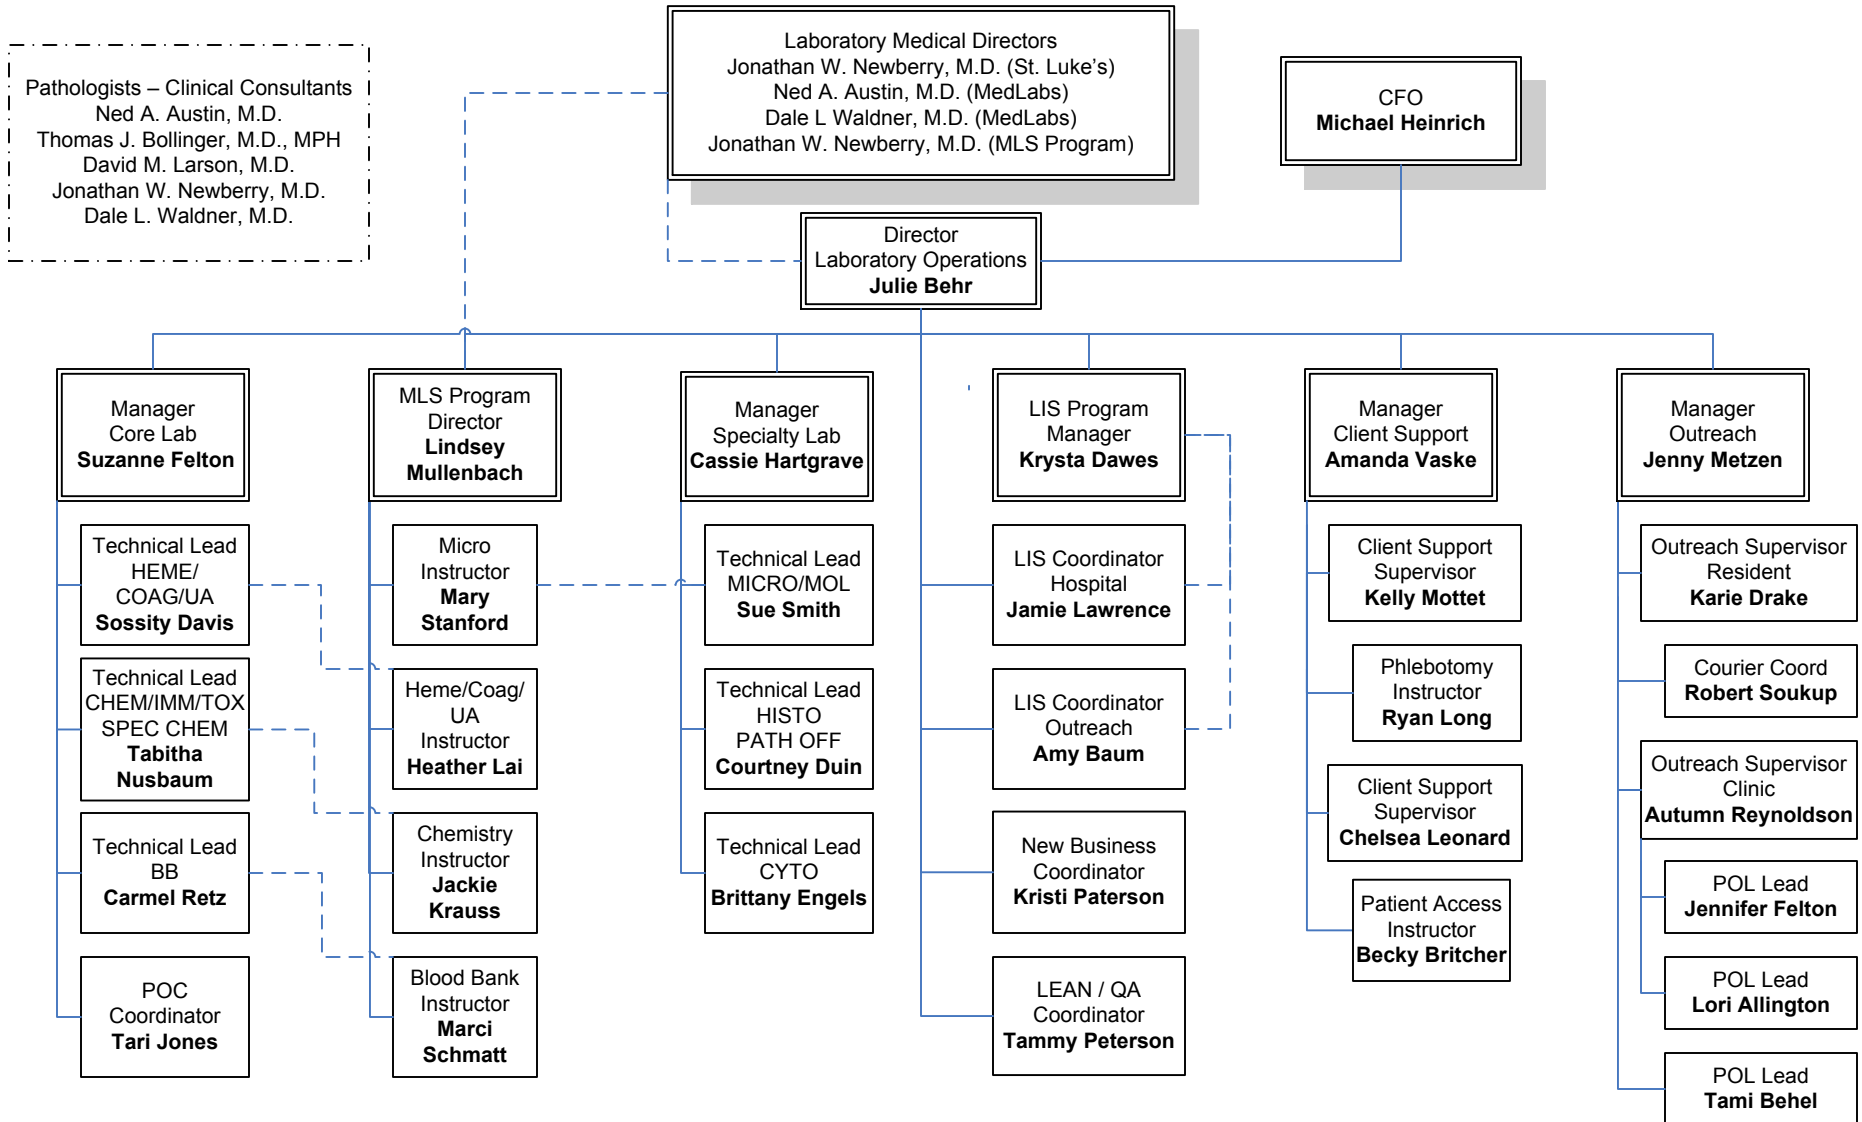 Laboratory Medical Directors
Jonathan W. Newberry, M.D. (St. Luke’s)
Ned A. Austin, M.D. (MedLabs)
Dale L Waldner, M.D. (MedLabs)
Jonathan W. Newberry, M.D. (MLS Program)
Pathologists – Clinical Consultants
Ned A. Austin, M.D.
Thomas J. Bollinger, M.D., MPH
David M. Larson, M.D.
Jonathan W. Newberry, M.D.
Dale L. Waldner, M.D.
CFO
Michael Heinrich
Director
Laboratory Operations
Julie Behr
Manager
Core Lab
Suzanne Felton
Technical Lead
HEME/
COAG/UA
Sossity Davis
Technical Lead
CHEM/IMM/TOX
SPEC CHEM
Tabitha
Nusbaum
Technical Lead
BB
Carmel Retz
POC
Coordinator
Tari Jones
MLS Program
Director
Lindsey
Mullenbach
Micro
Instructor
Mary
Stanford
Heme/Coag/
UA
Instructor
Heather Lai
Chemistry
Instructor
Jackie
Krauss
Blood Bank
Instructor
Marci
Schmatt
Manager
Specialty Lab
Cassie Hartgrave
Technical Lead
MICRO/MOL
Sue Smith
Technical Lead
HISTO
PATH OFF
Courtney Duin
Technical Lead
CYTO
Brittany Engels
LIS Program
Manager
Krysta Dawes
LIS Coordinator
Hospital
Jamie Lawrence
LIS Coordinator
Outreach
Amy Baum
New Business
Coordinator
Kristi Paterson
LEAN / QA
Coordinator
Tammy Peterson
Manager
Client Support
Amanda Vaske
Client Support
Supervisor
Kelly Mottet
Phlebotomy
Instructor
Ryan Long
Client Support
Supervisor
Chelsea Leonard
Patient Access
Instructor
Becky Britcher
Manager
Outreach
Jenny Metzen
Outreach Supervisor
Resident
Karie Drake
Courier Coord
Robert Soukup
Outreach Supervisor
Clinic
Autumn Reynoldson
POL Lead
Jennifer Felton
POL Lead
Lori Allington
POL Lead
Tami Behel